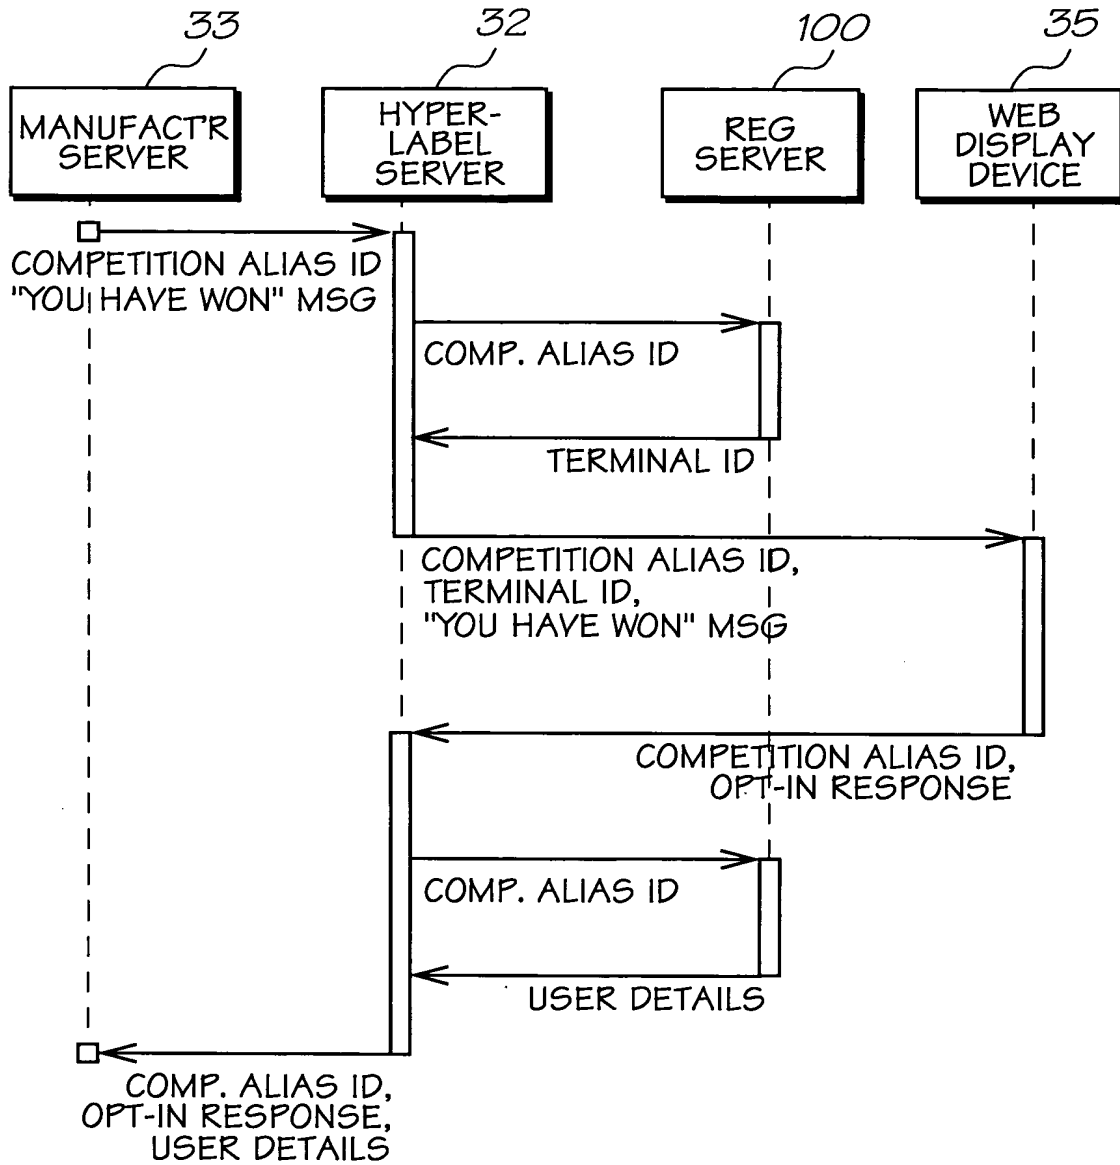 33
32
100
35
MANUFACT'R
SERVER
HYPER-
LABEL
SERVER
REG
SERVER
WEB
DISPLAY
DEVICE
COMPETITION ALIAS ID
"YOU HAVE WON" MSG
COMP. ALIAS ID
TERMINAL ID
COMPETITION ALIAS ID,
TERMINAL ID,
"YOU HAVE WON" MSG
COMPETITION ALIAS ID,
OPT-IN RESPONSE
COMP. ALIAS ID
USER DETAILS
COMP. ALIAS ID,
OPT-IN RESPONSE,
USER DETAILS